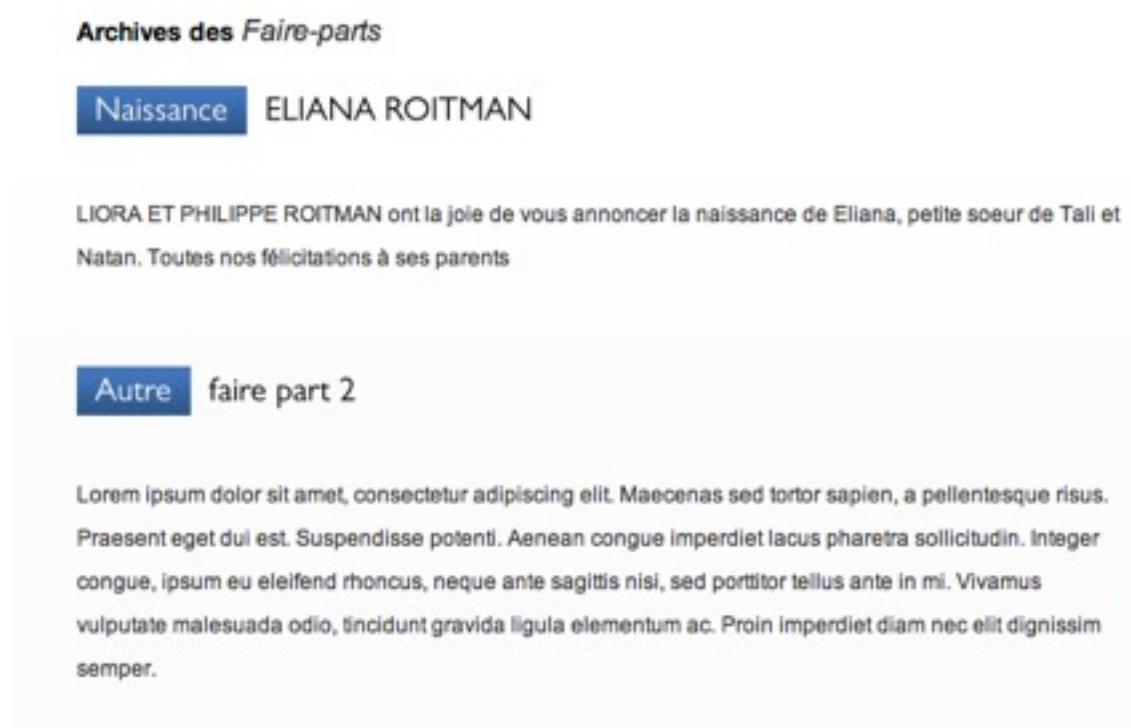 Archives des Faire-parts
Naissance ELIANA ROITMAN
LIORA ET PHILIPPE ROITMAN ont la joie de vous annoncer la naissance de Eliana, petite soeur de Tali et
Natan. Toutes nos félicitations à ses parents
Autre faire part 2
Lorem ipsum dolor sit amet, consectetur adipiscing elit. Maecenas sed tortor sapien, a pellentesque risus.
Praesent eget dui est. Suspendisse potenti. Aenean congue imperdiet lacus pharetra sollicitudin. Integer
congue, ipsum eu eleifend rhoncus, neque ante sagittis nisi, sed porttitor tellus ante in mi. Vivamus
vulputate malesuada odio, tincidunt gravida ligula elementum ac. Proin imperdiet diam nec elit dignissim
semper.